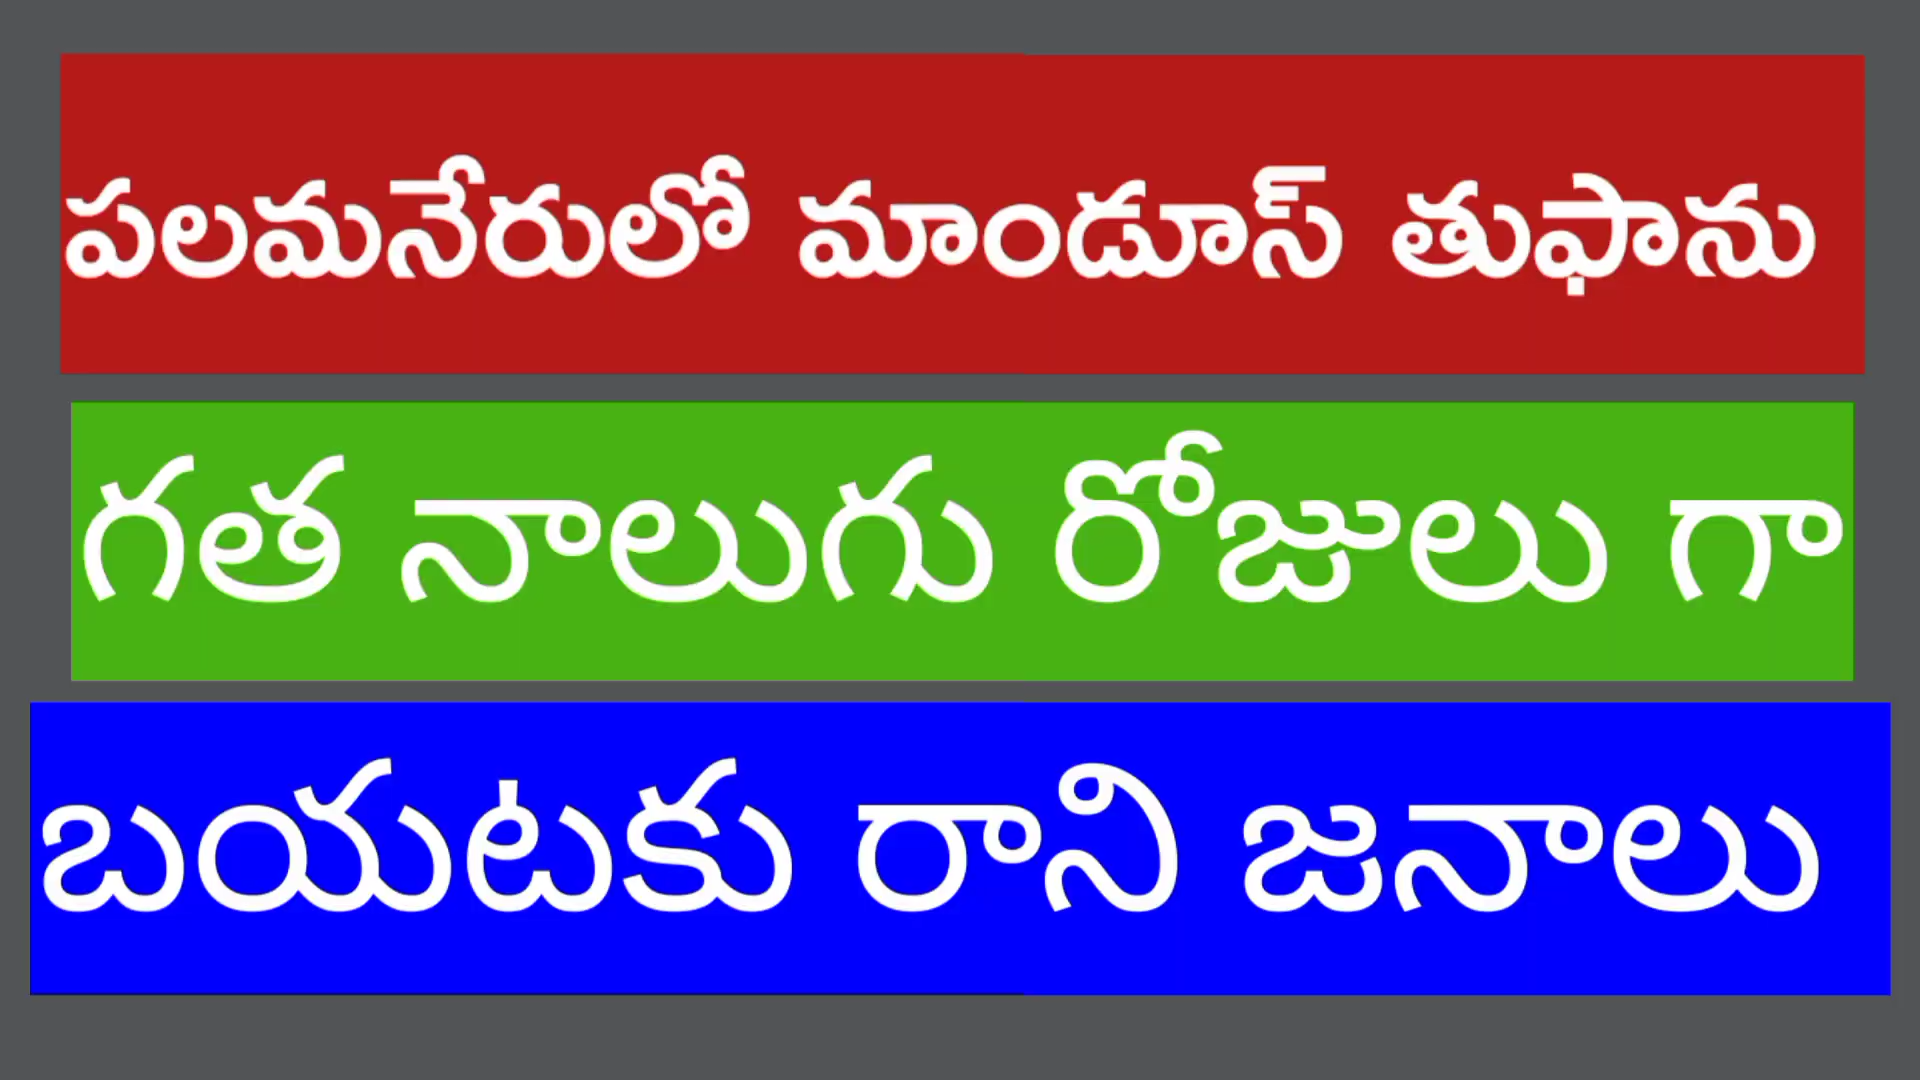 పలమనేరులో మాండూస్ తుఫాను
గత నాలుగు రోజులు గా
బయటకు రాని జనాలు